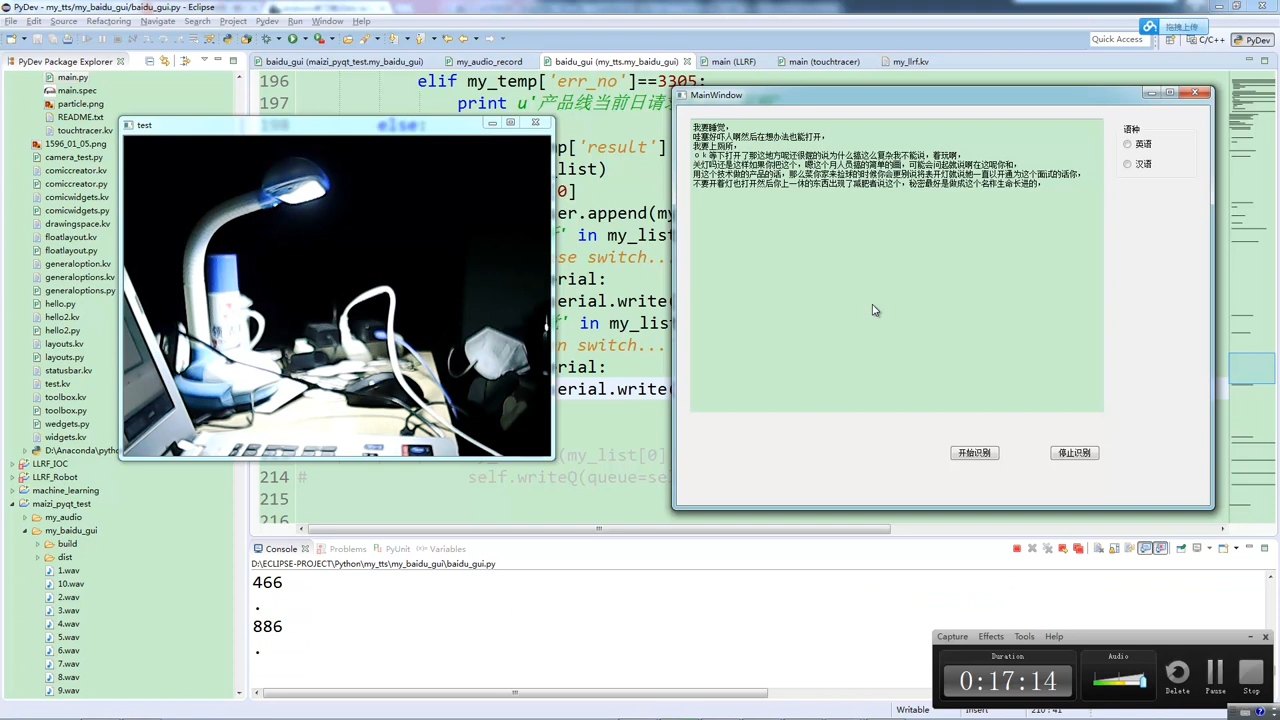 PyDev - my_tts/my_baidu_gui/baidu_gui.py - Eclipse
File Edit Source Refactoring Navigate Search Project Pydev Run Window Help
拖拽上传
Quick Access
C/C++
PyDev
PyDev Package Explorer
main.py
main.spec
particle.png
README.txt
touchtracer.kv
1596_01_05.png
camera_test.py
comiccreator.kv
comiccreator.py
comicwidgets.kv
comicwidgets.py
drawingspace.kv
floatlayout.kv
floatlayout.py
generaloption.kv
generaloptions.kv
generaloptions.py
hello.py
hello2.kv
hello2.py
layouts.kv
layouts.py
statusbar.kv
test.kv
toolbox.kv
toolbox.py
wedgets.py
widgets.kv
D:\Anaconda\pytho
LLRF_IOC
LLRF_Robot
machine_learning
maizi_pyqt_test
my_audio
my_baidu_gui
build
dist
1.wav
10.wav
2.wav
3.wav
4.wav
5.wav
6.wav
7.wav
8.wav
9.wav
baidu_gui (maizi_pyqt_test.my_baidu_gui)
my_audio_record
baidu_gui (my_tts.my_baidu_gui)
main (LLRF)
main (touchtracer)
my_llrf.kv
196 elif my_temp['err_no']==3305:
197 print u'产品线当前日请
else:
p['result']
_list)
0]
er.append(my
in my_list
se switch...
erial:
erial.write(
in my_list
n switch...
erial:
erial.write(
(my_list[0]
214 # self.writeQ(queue=se
215
216
test
MainWindow
我要睡觉,
哇塞好吓人啊然后在想办法也能打开,
我要上厕所,
语种
英语
汉语
开始识别
停止识别
Console Problems PyUnit Variables
D:\ECLIPSE-PROJECT\Python\my_tts\my_baidu_gui\baidu_gui.py
466
.
886
.
Capture Effects Tools Help
Duration
0:17:14
Audio
Delete
Pause
Stop
Writable
Insert
210 : 41